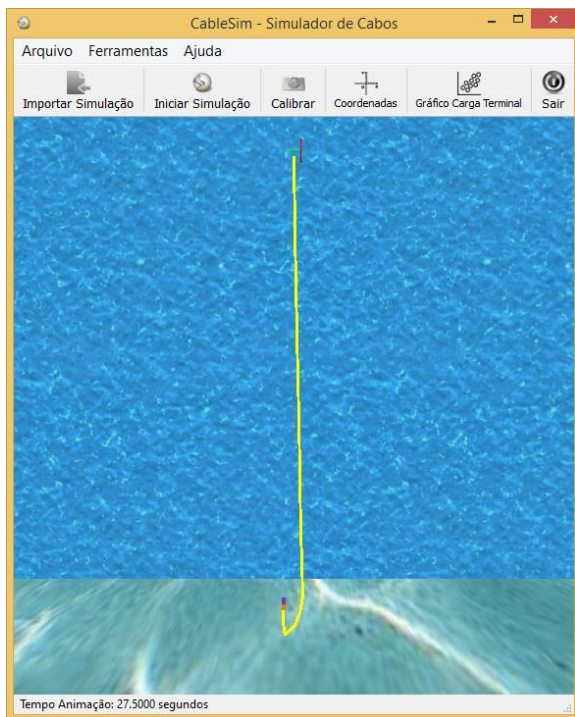 CableSim - Simulador de Cabos
Arquivo Ferramentas Ajuda
Importar Simulação Iniciar Simulação Calibrar Coordenadas Gráfico Carga Terminal Sair
Tempo Animação: 27.5000 segundos